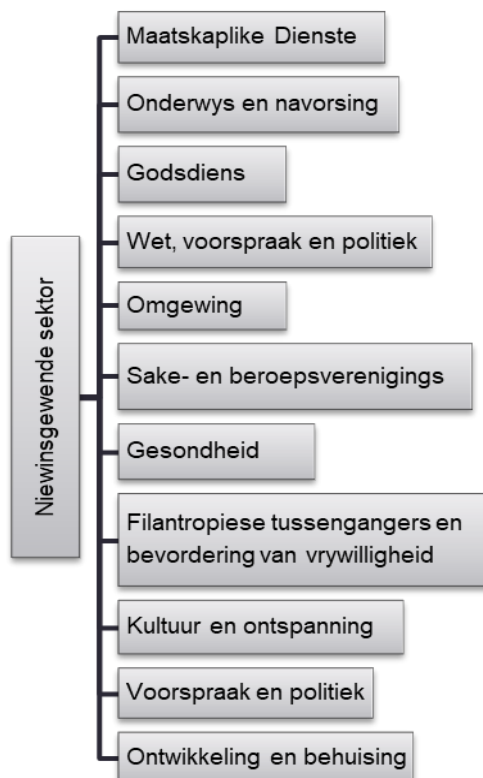 Niewinsgewende sektor
Maatskaplike Dienste
Onderwys en navorsing
Godsdiens
Wet, voorspraak en politiek
Omgewing
Sake- en beroepsverenigings
Gesondheid
Filantropiese tussengangers en
bevordering van vrywilligheid
Kultuur en ontspanning
Voorspraak en politiek
Ontwikkeling en behuising